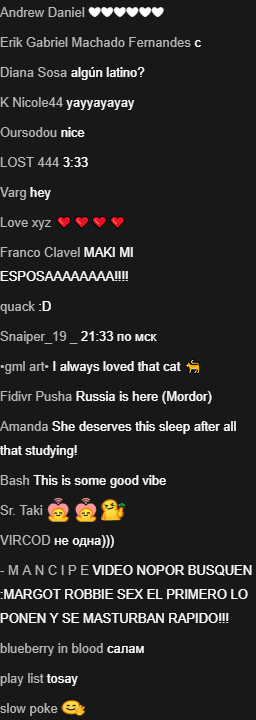 Andrew Daniel 🤍🤍🤍🤍🤍🤍
Erik Gabriel Machado Fernandes c
Diana Sosa algún latino?
K Nicole44 yayyayayay
Oursodou nice
LOST 444 3:33
Varg hey
Love xyz ❤️❤️❤️❤️
Franco Clavel MAKI MI
ESPOSAAAAAAAA!!!!
quack :D
Snaiper_19 _ 21:33 по мск
•gml art• I always loved that cat 🐈
Fidivr Pusha Russia is here (Mordor)
Amanda She deserves this sleep after all
that studying!
Bash This is some good vibe
Sr. Taki
VIRCOD не одна)))
- M A N C I P E VIDEO NOPOR BUSQUEN
:MARGOT ROBBIE SEX EL PRIMERO LO
PONEN Y SE MASTURBAN RAPIDO!!!
blueberry in blood салам
play list tosay
slow poke